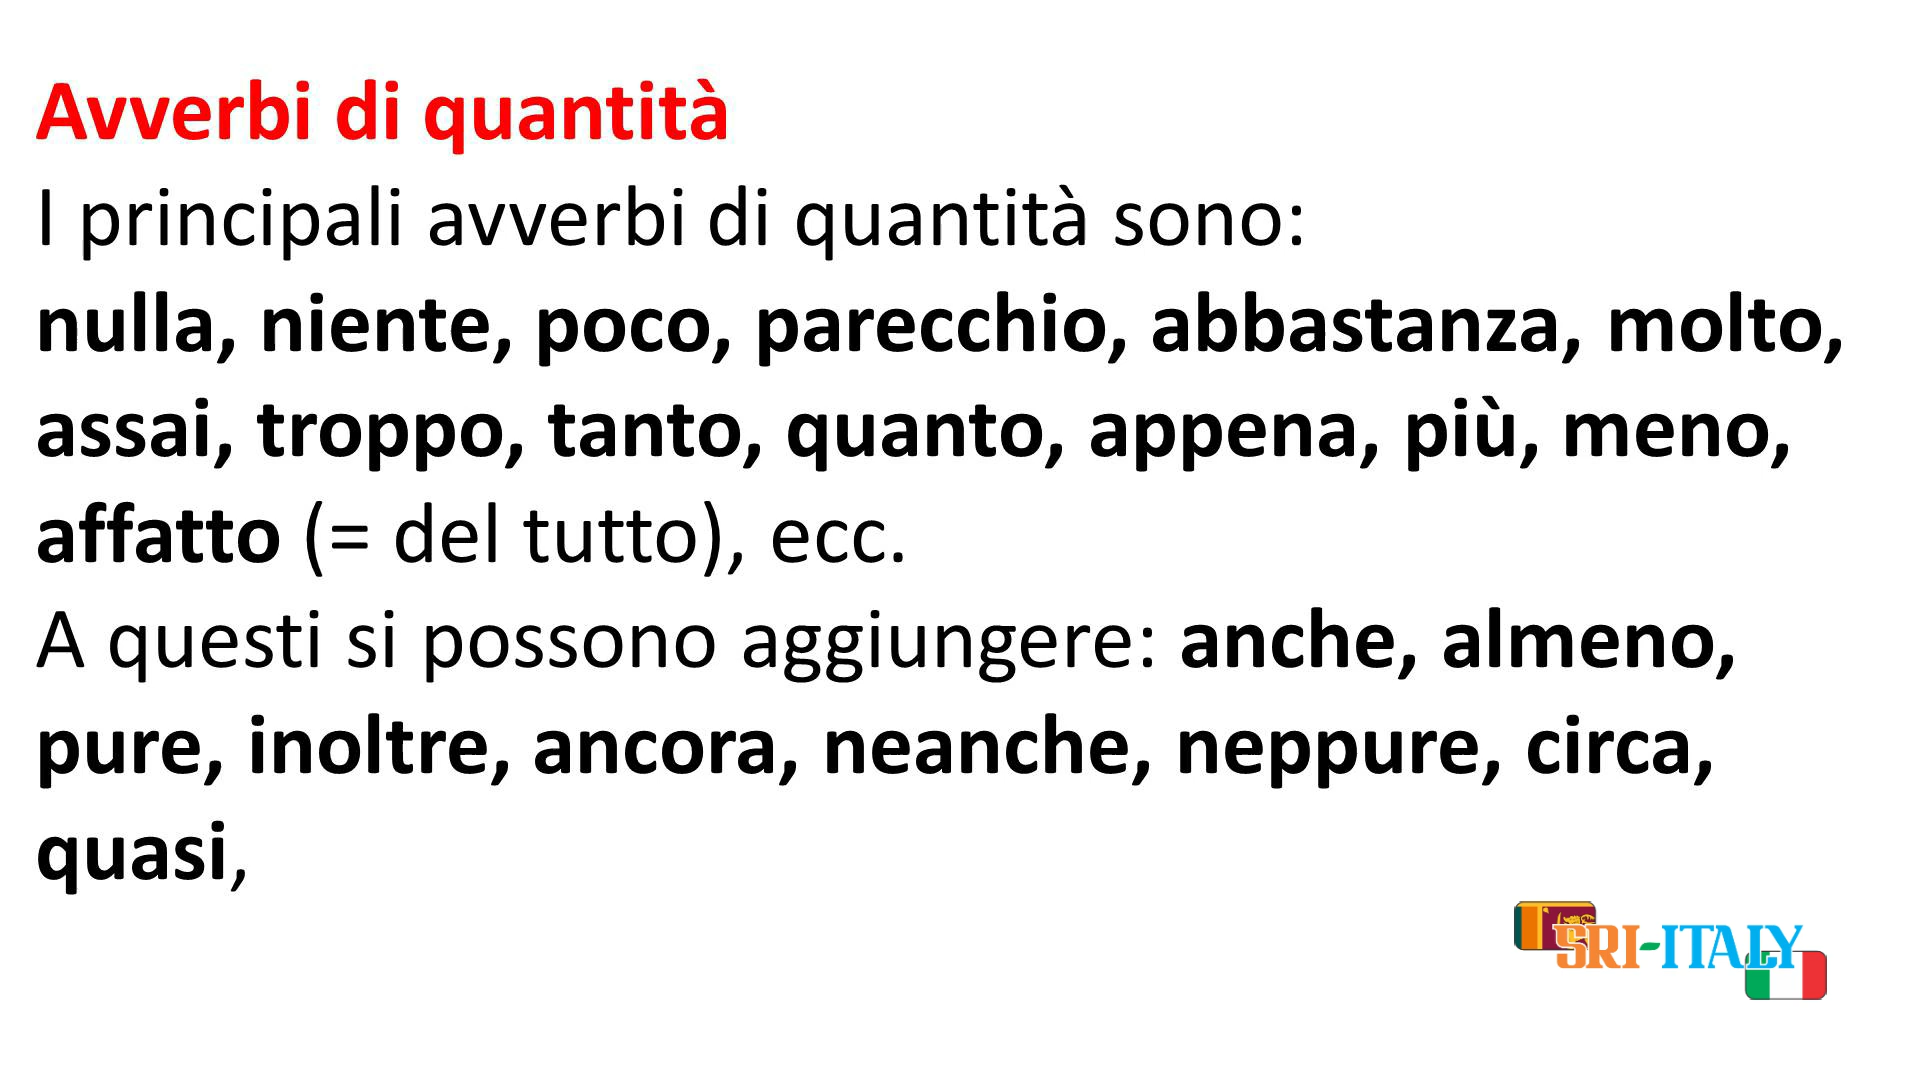 Avverbi di quantità
I principali avverbi di quantità sono:
nulla, niente, poco, parecchio, abbastanza, molto,
assai, troppo, tanto, quanto, appena, più, meno,
affatto (= del tutto), ecc.
A questi si possono aggiungere: anche, almeno,
pure, inoltre, ancora, neanche, neppure, circa,
quasi,
SRI-ITALY